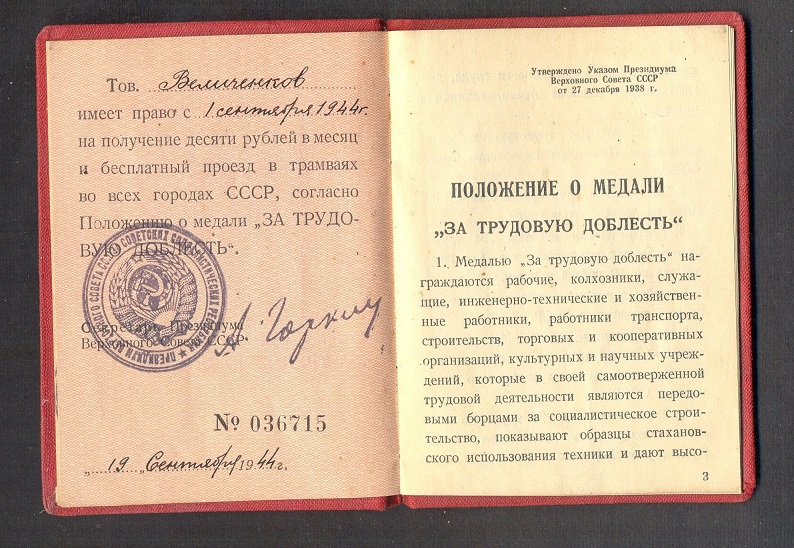 Тов. Величенков
имеет право с 1 сентября 1944г.
на получение десяти рублей в месяц
и бесплатный проезд в трамваях
во всех городах СССР, согласно
Положению о медали „ЗА ТРУДО-
ВУЮ ДОБЛЕСТЬ“.
Секретарь Президиума
Верховного Совета СССР
А Горкин
№ 036715
„19„ Сентября 1944г.
Утверждено Указом Президиума
Верховного Совета СССР
от 27 декабря 1938 г.
ПОЛОЖЕНИЕ О МЕДАЛИ
„ЗА ТРУДОВУЮ ДОБЛЕСТЬ“
1. Медалью „За трудовую доблесть“ на-
граждаются рабочие, колхозники, служа-
щие, инженерно-технические и хозяйствен-
ные работники, работники транспорта,
строительств, торговых и кооперативных
организаций, культурных и научных учреж-
дений, которые в своей самоотверженной
трудовой деятельности являются передо-
выми борцами за социалистическое строи-
тельство, показывают образцы стаханов-
ского использования техники и дают высо-
3